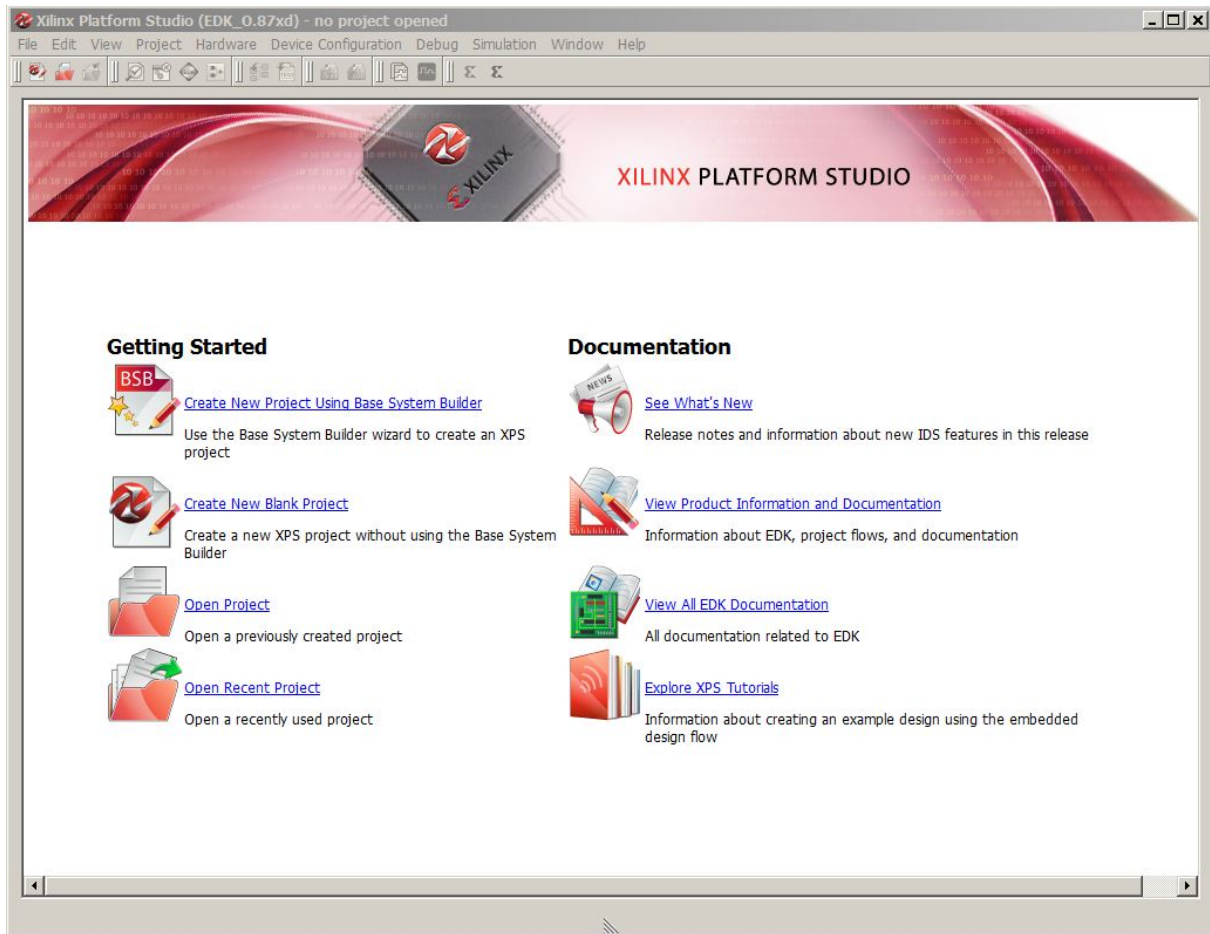 Xilinx Platform Studio (EDK_O.87xd) - no project opened
File Edit View Project Hardware Device Configuration Debug Simulation Window Help
XILINX
XILINX PLATFORM STUDIO
Getting Started
BSB
Create New Project Using Base System Builder
Use the Base System Builder wizard to create an XPS
project
Create New Blank Project
Create a new XPS project without using the Base System
Builder
Open Project
Open a previously created project
Open Recent Project
Open a recently used project
Documentation
NEWS
See What's New
Release notes and information about new IDS features in this release
View Product Information and Documentation
Information about EDK, project flows, and documentation
View All EDK Documentation
All documentation related to EDK
Explore XPS Tutorials
Information about creating an example design using the embedded
design flow